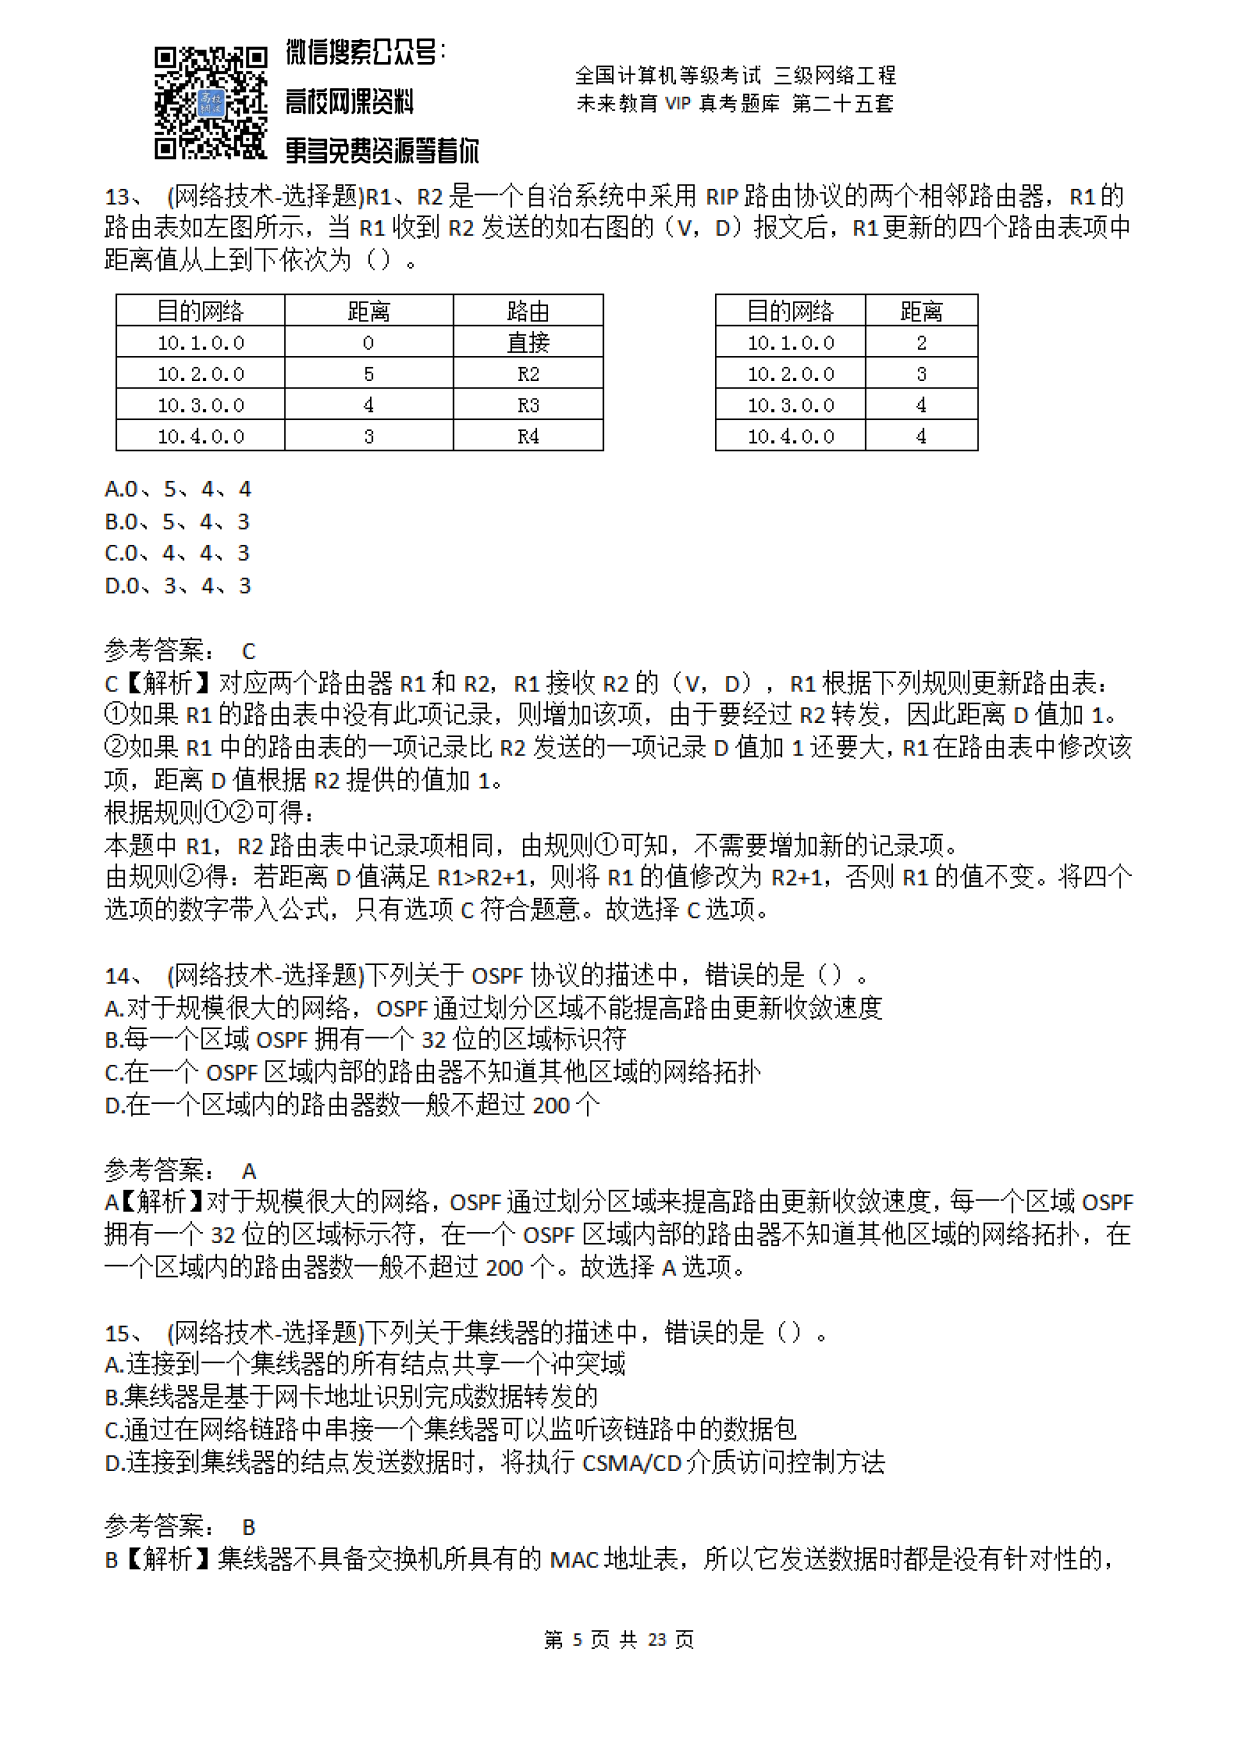 微信搜索公众号：
高校网课资料
更多免费资源等着你
全国计算机等级考试 三级网络工程
未来教育 VIP 真考题库 第二十五套
13、 (网络技术-选择题)R1、R2 是一个自治系统中采用 RIP 路由协议的两个相邻路由器，R1 的
路由表如左图所示，当 R1 收到 R2 发送的如右图的（V，D）报文后，R1 更新的四个路由表项中
距离值从上到下依次为（）。
目的网络 距离 路由
10.1.0.0 0 直接
10.2.0.0 5 R2
10.3.0.0 4 R3
10.4.0.0 3 R4
目的网络 距离
10.1.0.0 2
10.2.0.0 3
10.3.0.0 4
10.4.0.0 4
A.0、5、4、4
B.0、5、4、3
C.0、4、4、3
D.0、3、4、3
参考答案： C
C【解析】对应两个路由器 R1 和 R2，R1 接收 R2 的（V，D），R1 根据下列规则更新路由表：
①如果 R1 的路由表中没有此项记录，则增加该项，由于要经过 R2 转发，因此距离 D 值加 1。
②如果 R1 中的路由表的一项记录比 R2 发送的一项记录 D 值加 1 还要大，R1 在路由表中修改该
项，距离 D 值根据 R2 提供的值加 1。
根据规则①②可得：
本题中 R1，R2 路由表中记录项相同，由规则①可知，不需要增加新的记录项。
由规则②得：若距离 D 值满足 R1>R2+1，则将 R1 的值修改为 R2+1，否则 R1 的值不变。将四个
选项的数字带入公式，只有选项 C 符合题意。故选择 C 选项。
14、 (网络技术-选择题)下列关于 OSPF 协议的描述中，错误的是（）。
A.对于规模很大的网络，OSPF 通过划分区域不能提高路由更新收敛速度
B.每一个区域 OSPF 拥有一个 32 位的区域标识符
C.在一个 OSPF 区域内部的路由器不知道其他区域的网络拓扑
D.在一个区域内的路由器数一般不超过 200 个
参考答案： A
A【解析】对于规模很大的网络，OSPF 通过划分区域来提高路由更新收敛速度，每一个区域 OSPF
拥有一个 32 位的区域标示符，在一个 OSPF 区域内部的路由器不知道其他区域的网络拓扑，在
一个区域内的路由器数一般不超过 200 个。故选择 A 选项。
15、 (网络技术-选择题)下列关于集线器的描述中，错误的是（）。
A.连接到一个集线器的所有结点共享一个冲突域
B.集线器是基于网卡地址识别完成数据转发的
C.通过在网络链路中串接一个集线器可以监听该链路中的数据包
D.连接到集线器的结点发送数据时，将执行 CSMA/CD 介质访问控制方法
参考答案： B
B【解析】集线器不具备交换机所具有的 MAC 地址表，所以它发送数据时都是没有针对性的，
第 5 页 共 23 页